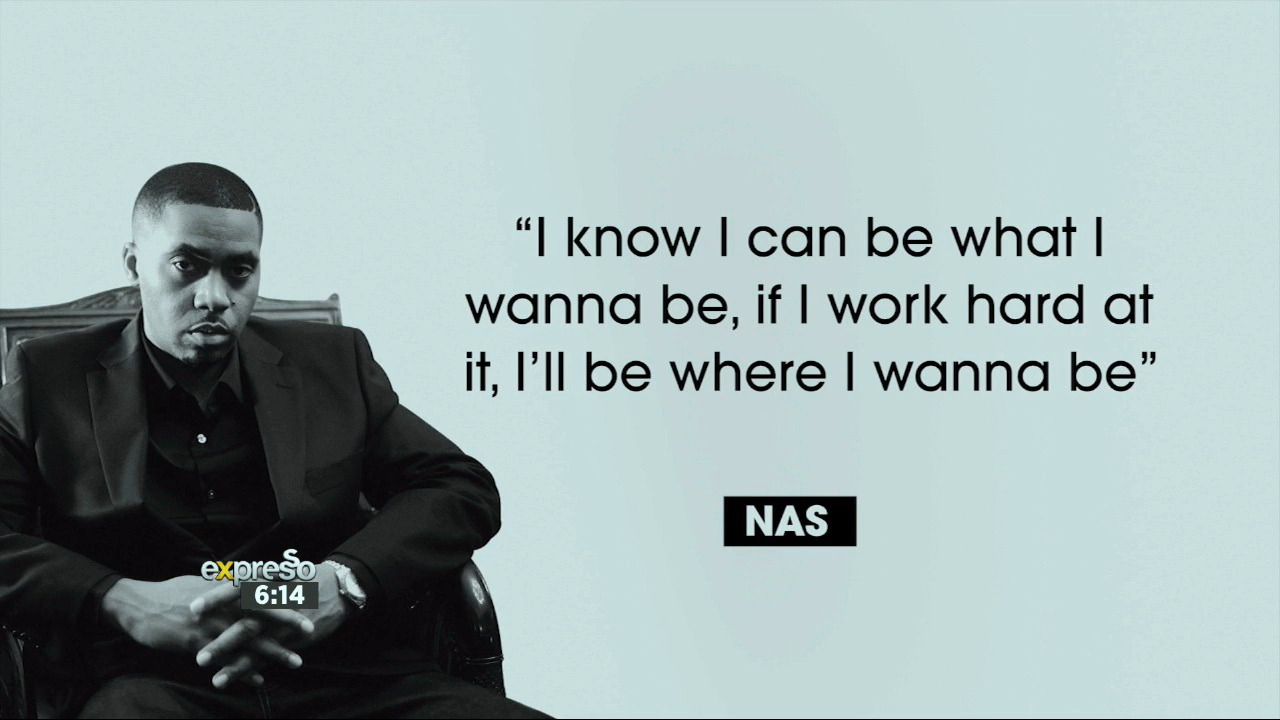 “I know I can be what I
wanna be, if I work hard at
it, I’ll be where I wanna be”
NAS
expresso
6:14